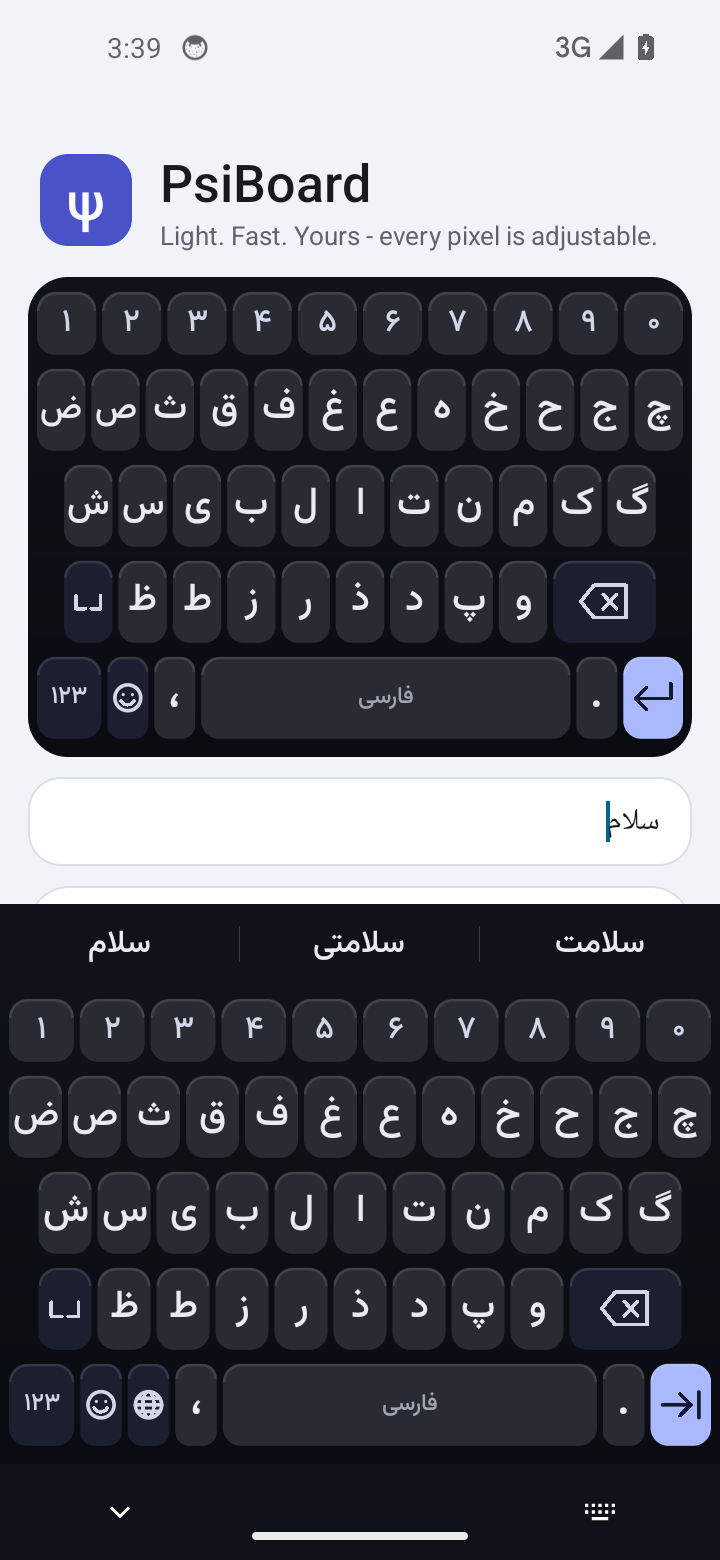 3:39 3G
ψ
PsiBoard
Light. Fast. Yours - every pixel is adjustable.
۱ ۲ ۳ ۴ ۵ ۶ ۷ ۸ ۹ ۰
ض ص ث ق ف غ ع ه خ ح ج چ
ش س ی ب ل ا ت ن م ک گ
ظ ط ز ر ذ د پ و
۱۲۳ ، فارسی .
سلام
سلام سلامتی سلامت
۱ ۲ ۳ ۴ ۵ ۶ ۷ ۸ ۹ ۰
ض ص ث ق ف غ ع ه خ ح ج چ
ش س ی ب ل ا ت ن م ک گ
ظ ط ز ر ذ د پ و
۱۲۳ ، فارسی .